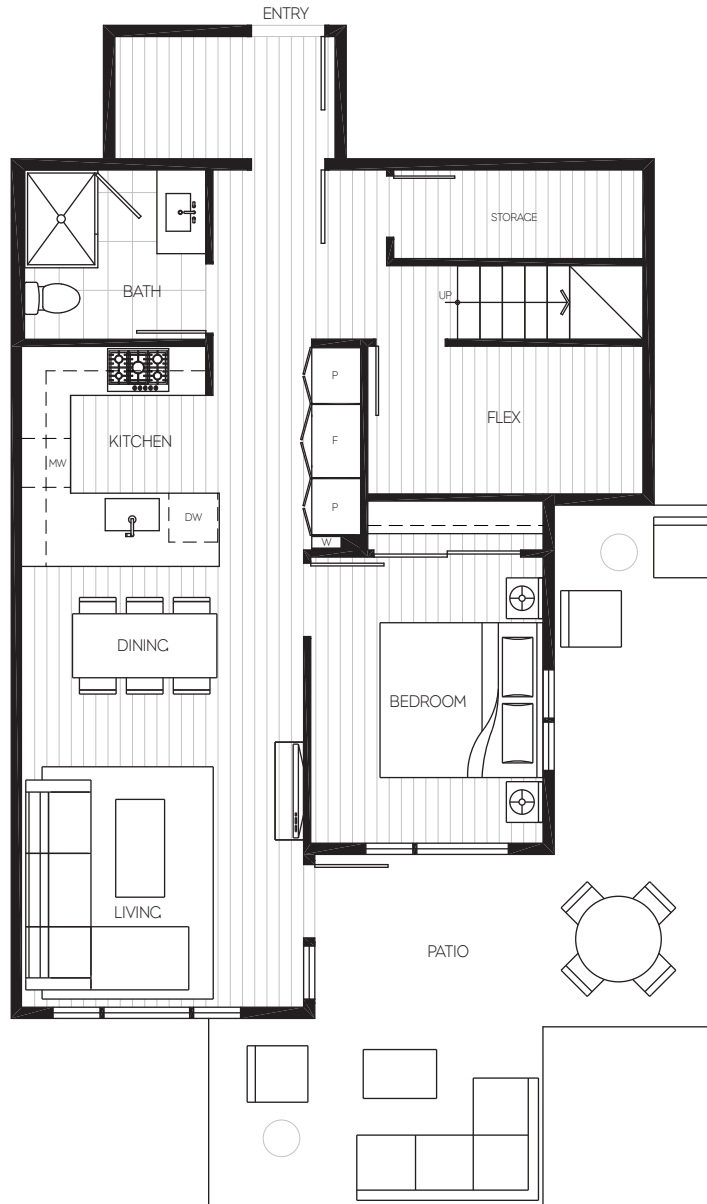 ENTRY
STORAGE
BATH
UP
P
FLEX
KITCHEN
F
MW
P
DW
W
DINING
BEDROOM
LIVING
PATIO